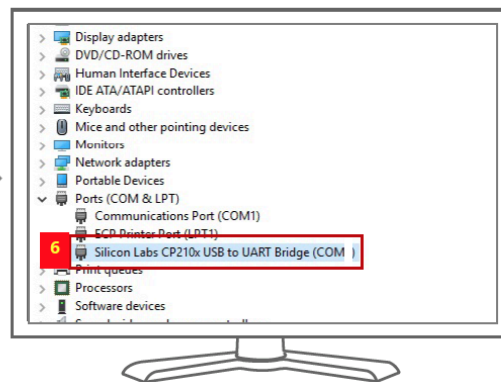 Display adapters
DVD/CD-ROM drives
Human Interface Devices
IDE ATA/ATAPI controllers
Keyboards
Mice and other pointing devices
Monitors
Network adapters
Portable Devices
Ports (COM & LPT)
Communications Port (COM1)
ECP Printer Port (LPT1)
6 Silicon Labs CP210x USB to UART Bridge (COM )
Print queues
Processors
Software devices